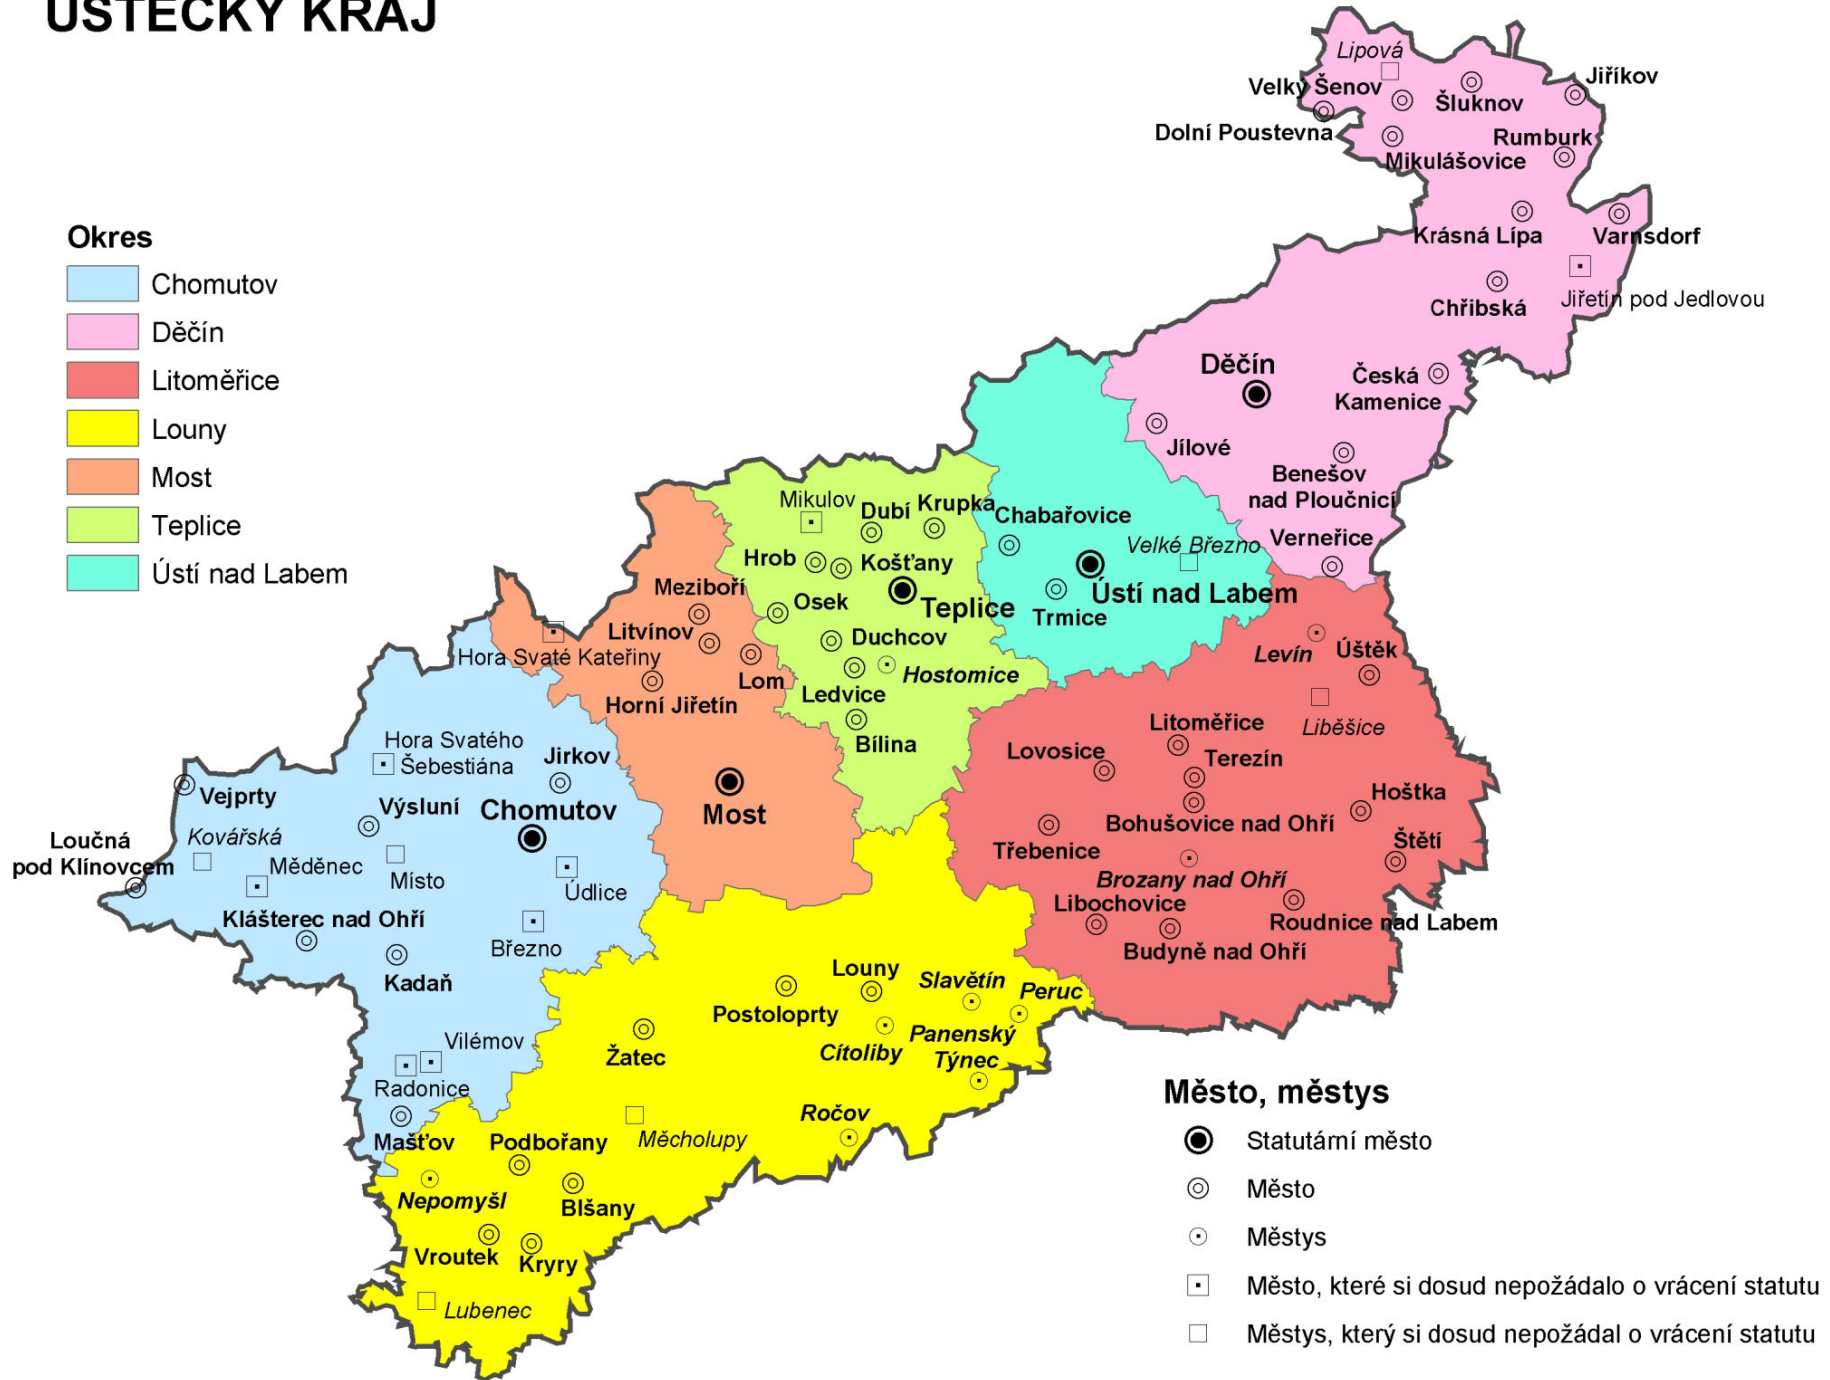 ÚSTECKÝ KRAJ
Okres
Chomutov
Děčín
Litoměřice
Louny
Most
Teplice
Ústí nad Labem
Lipová
Velký Šenov
Šluknov
Jiříkov
Dolní Poustevna
Rumburk
Mikulášovice
Krásná Lípa
Varnsdorf
Chřibská
Jiřetín pod Jedlovou
Děčín
Česká
Kamenice
Jílové
Benešov
nad Ploučnicí
Verneřice
Mikulov
Dubí
Krupka
Chabařovice
Velké Březno
Hrob
Košťany
Meziboří
Osek
Teplice
Ústí nad Labem
Trmice
Litvínov
Duchcov
Hora Svaté Kateřiny
Lom
Hostomice
Levín
Úštěk
Horní Jiřetín
Ledvice
Bílina
Liběšice
Litoměřice
Lovosice
Terezín
Hora Svatého
Šebestiána
Jirkov
Vejprty
Výsluní
Chomutov
Most
Hoštka
Bohušovice nad Ohří
Loučná
pod Klínovcem
Kovářská
Měděnec
Místo
Údlice
Třebenice
Štětí
Brozany nad Ohří
Klášterec nad Ohří
Libochovice
Roudnice nad Labem
Březno
Budyně nad Ohří
Kadaň
Louny
Slavětín
Peruc
Postoloprty
Panenský
Týnec
Cítoliby
Žatec
Vilémov
Radonice
Ročov
Mašťov
Podbořany
Měcholupy
Nepomyšl
Blšany
Vroutek
Kryry
Lubenec
Město, městys
Statutární město
Město
Městys
Město, které si dosud nepožádalo o vrácení statutu
Městys, který si dosud nepožádal o vrácení statutu